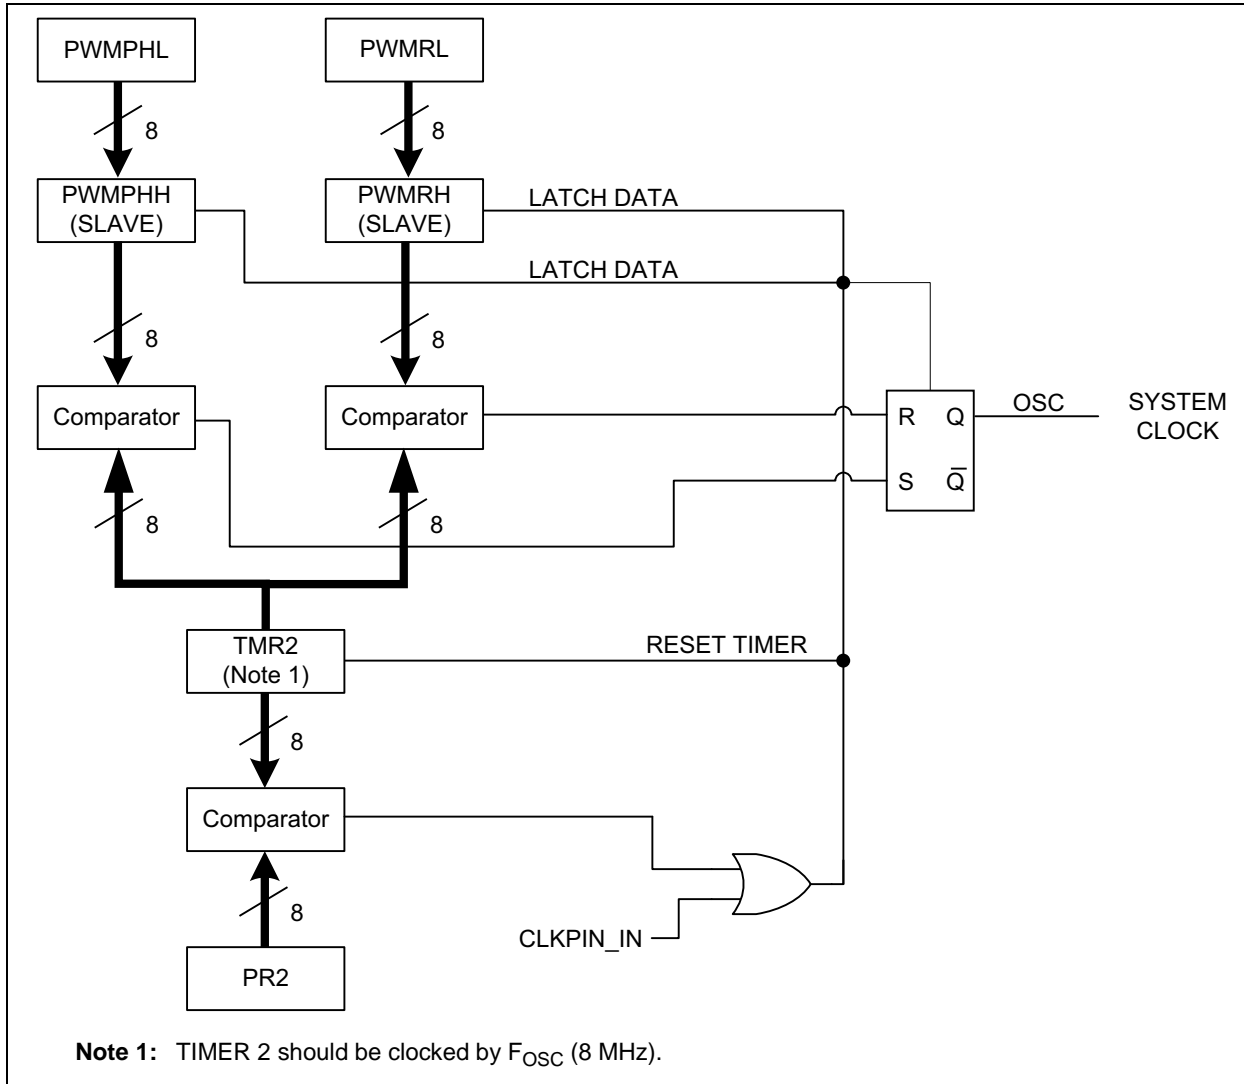 PWMPHL
PWMRL
8
8
PWMPHH
(SLAVE)
PWMRH
(SLAVE)
LATCH DATA
LATCH DATA
8
8
Comparator
Comparator
R Q
S Q̅
OSC
SYSTEM
CLOCK
8
8
TMR2
(Note 1)
RESET TIMER
8
Comparator
8
CLKPIN_IN
PR2
Note 1: TIMER 2 should be clocked by FOSC (8 MHz).